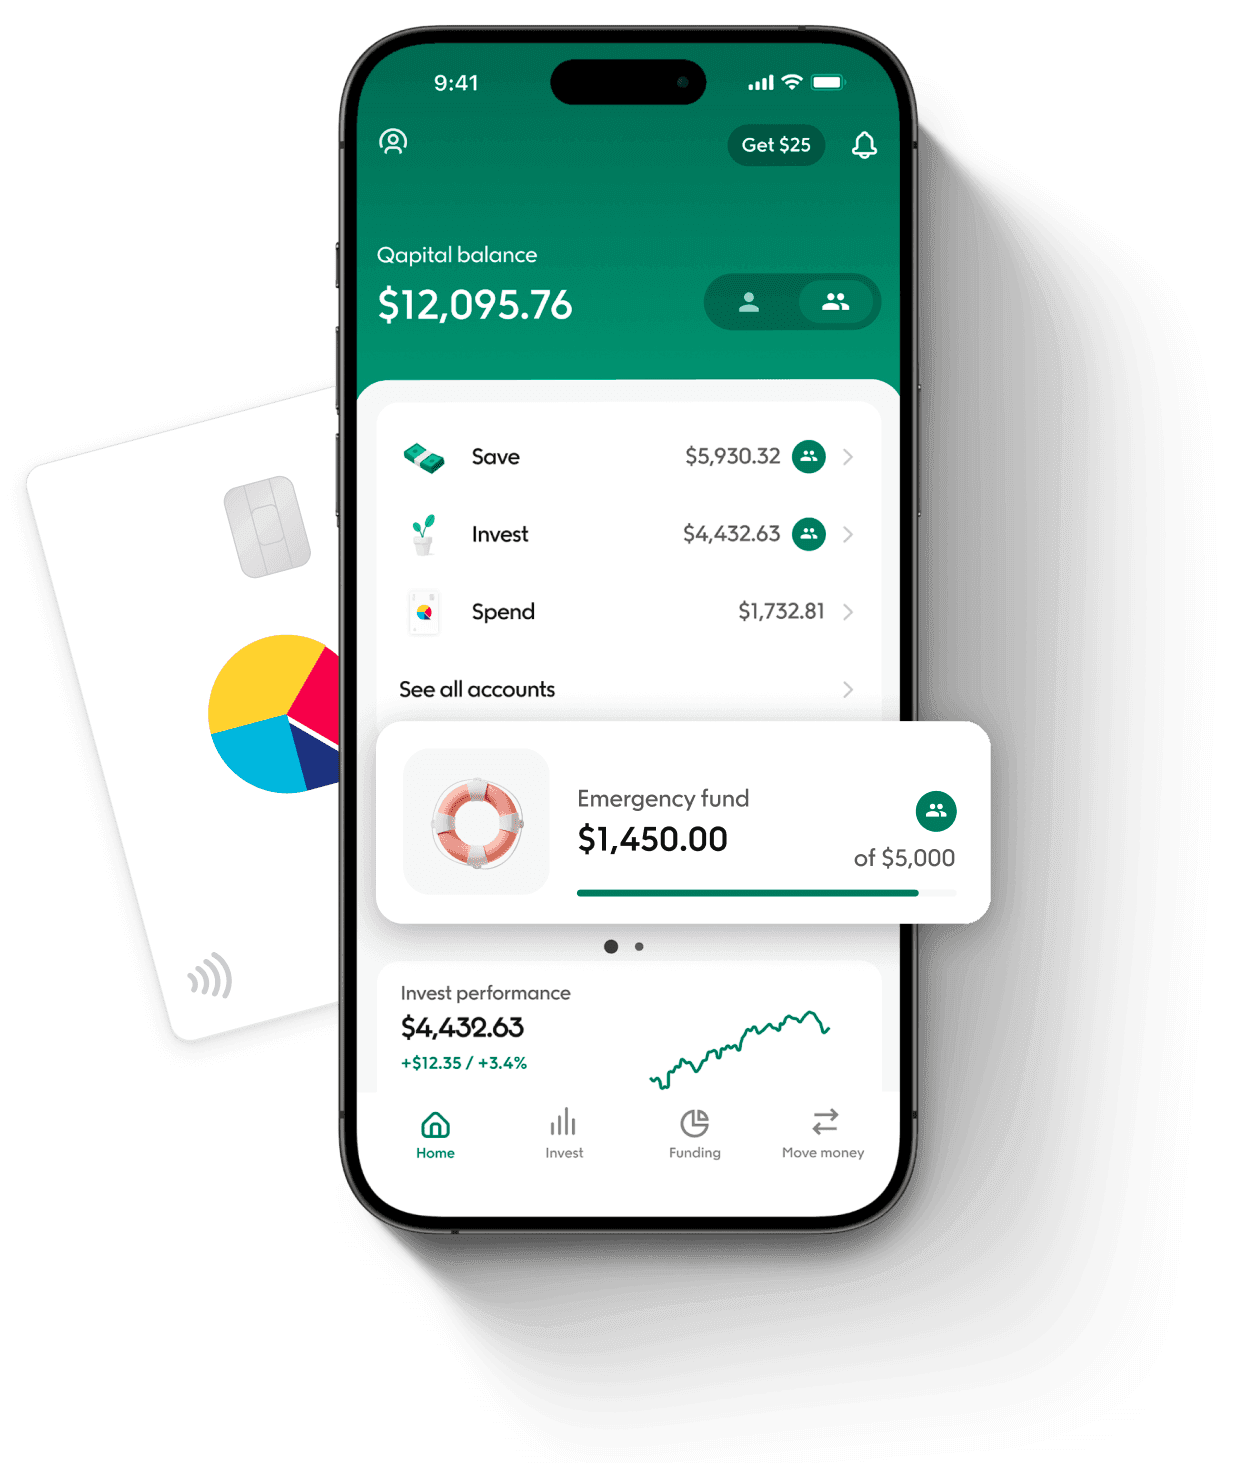 9:41
Get $25
Qapital balance
$12,095.76
Save $5,930.32
Invest $4,432.63
Spend $1,732.81
See all accounts
Emergency fund
$1,450.00
of $5,000
Invest performance
$4,432.63
+$12.35 / +3.4%
Home Invest Funding Move money